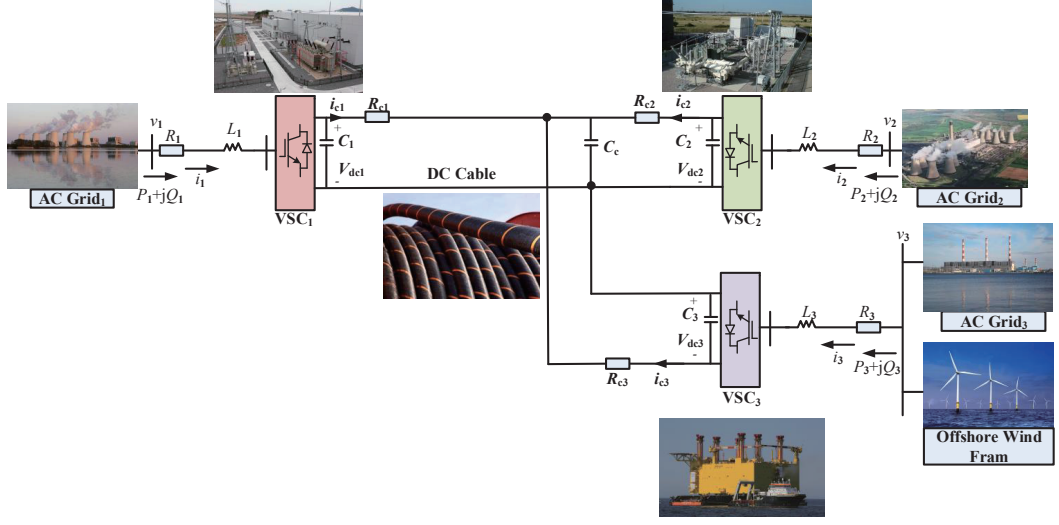 v1
R1
L1
i1
P1+jQ1
AC Grid1
VSC1
ic1
Rc1
+
C1
Vdc1
-
DC Cable
Cc
Rc2
ic2
+
C2
Vdc2
-
VSC2
L2
R2
v2
i2
P2+jQ2
AC Grid2
v3
+
C3
Vdc3
-
Rc3
ic3
VSC3
L3
R3
i3
P3+jQ3
AC Grid3
Offshore Wind
Fram